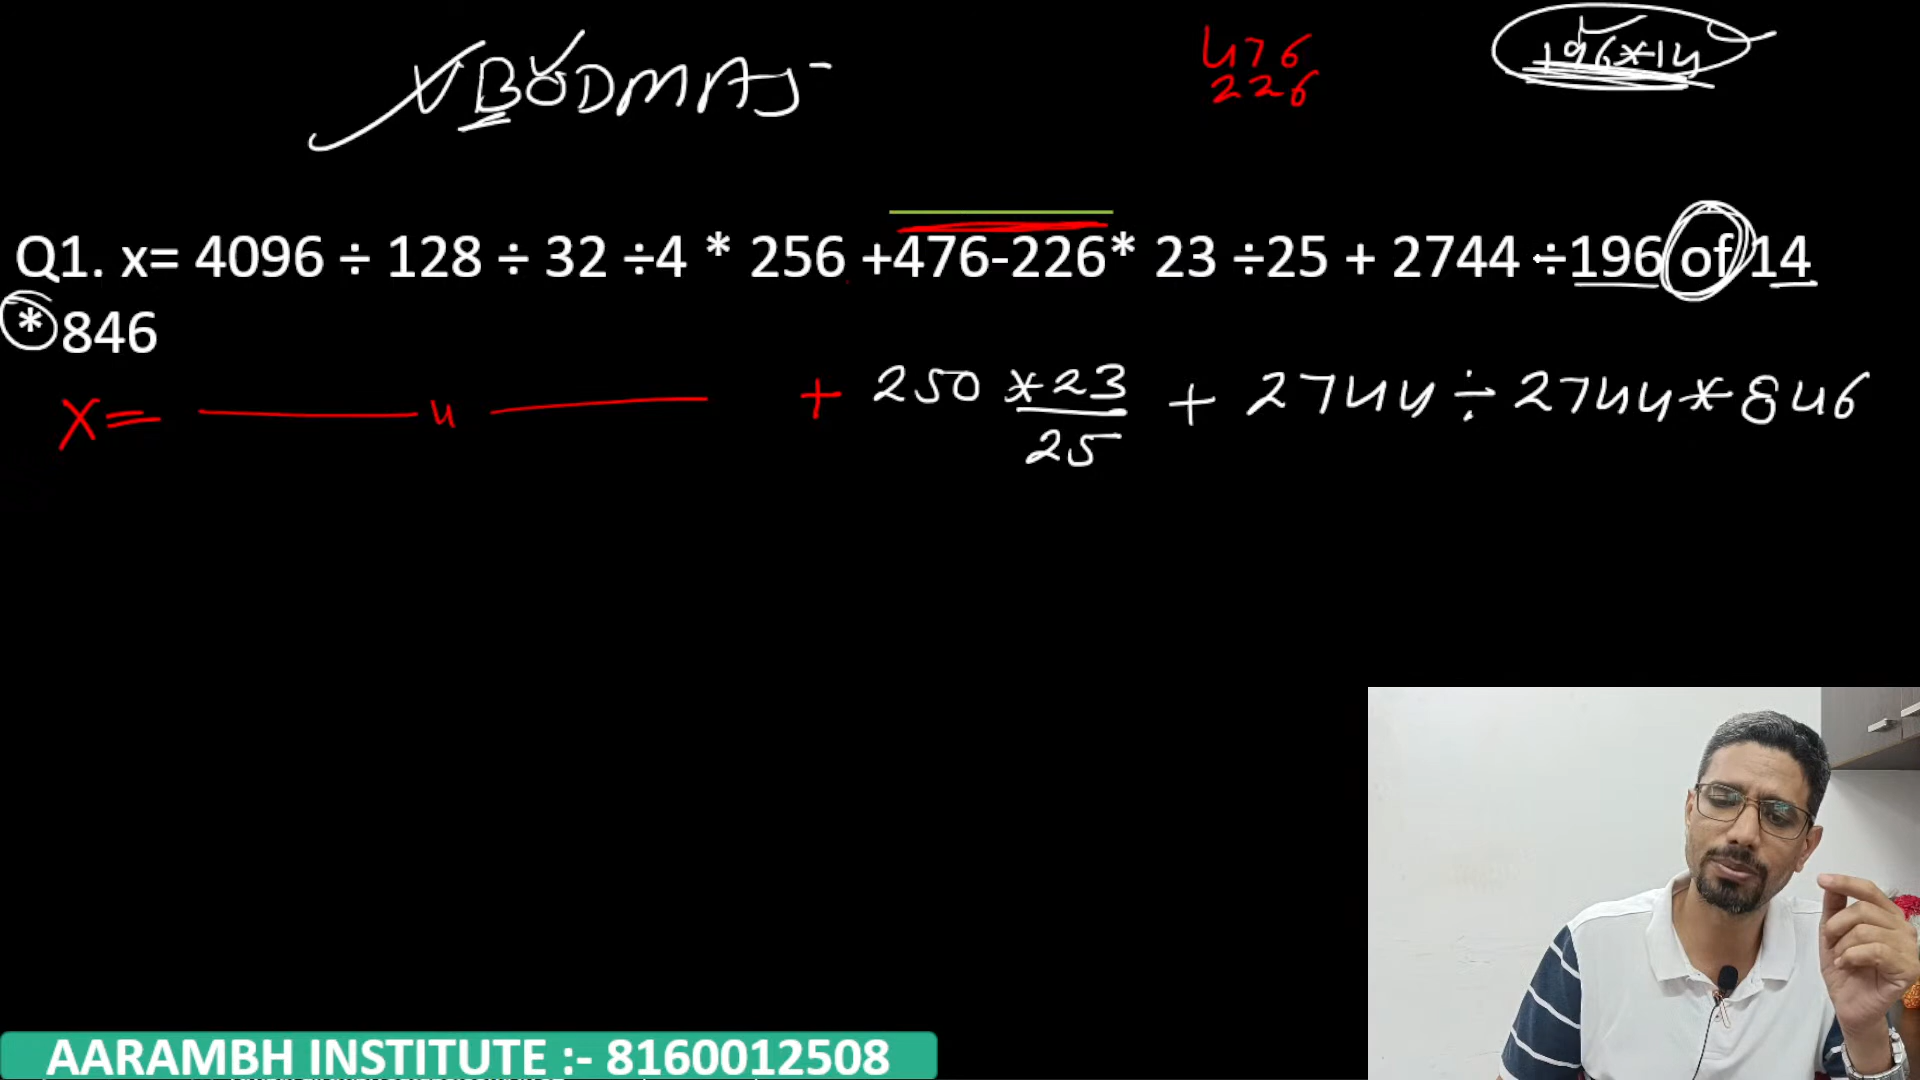 VBODMAS
476
226
196*14
Q1. x= 4096 ÷ 128 ÷ 32 ÷4 * 256 +476-226* 23 ÷25 + 2744 ÷196 of 14
*846
X= 〃 + 250 *23/25 + 2744 ÷ 2744*846
AARAMBH INSTITUTE :- 8160012508